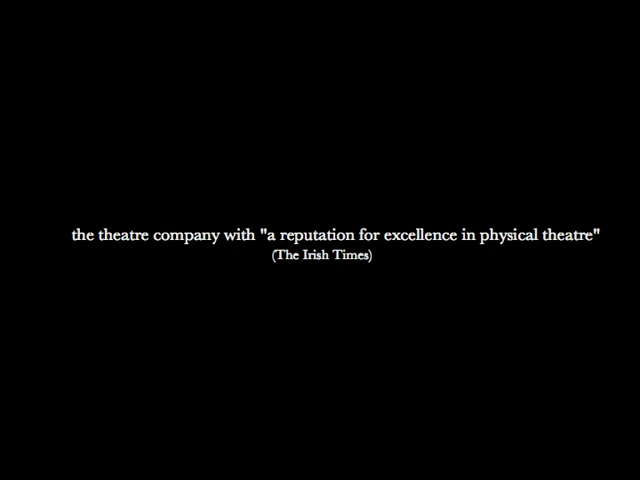 the theatre company with "a reputation for excellence in physical theatre"
(The Irish Times)